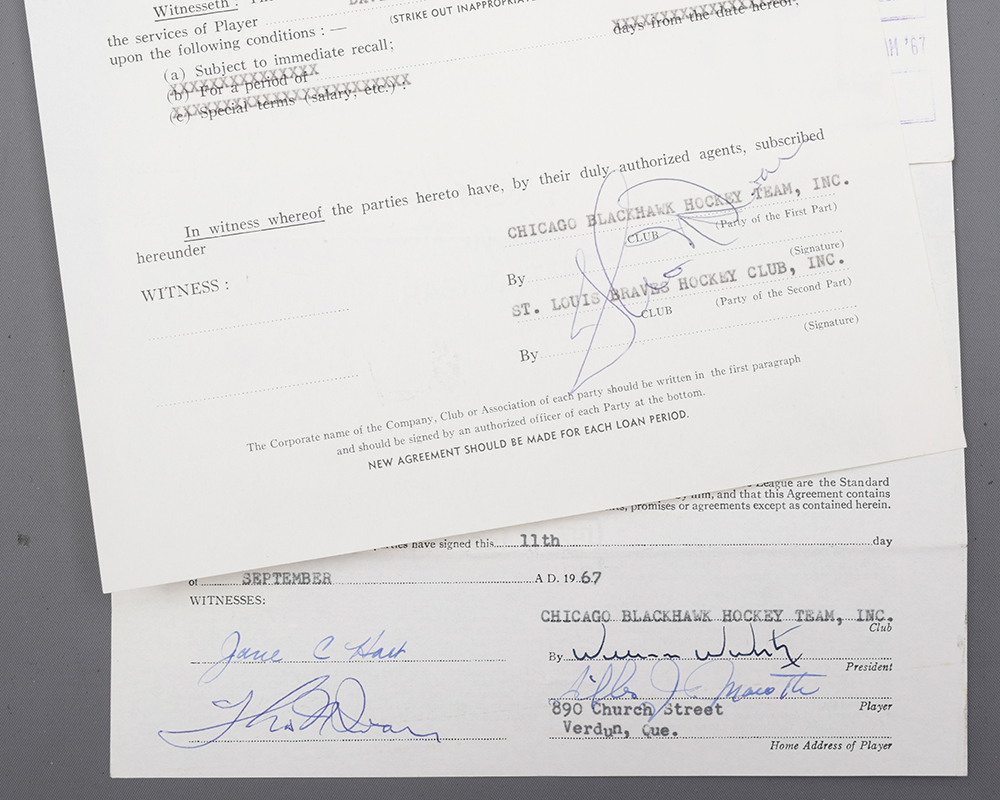 Witnesseth :
the services of Player
(STRIKE OUT INAPPROPRIATE
upon the following conditions : —
days from the date hereof;
(a) Subject to immediate recall;
(b) For a period of
(c) Special terms (salary, etc.) :
'67
In witness whereof the parties hereto have, by their duly authorized agents, subscribed
hereunder
CHICAGO BLACKHAWK HOCKEY TEAM, INC.
CLUB (Party of the First Part)
WITNESS :
By
(Signature)
ST. LOUIS BRAVES HOCKEY CLUB, INC.
CLUB (Party of the Second Part)
By
(Signature)
The Corporate name of the Company, Club or Association of each party should be written in the first paragraph
and should be signed by an authorized officer of each Party at the bottom.
NEW AGREEMENT SHOULD BE MADE FOR EACH LOAN PERIOD.
League are the Standard
him, and that this Agreement contains
promises or agreements except as contained herein.
have signed this 11th day
of SEPTEMBER A D. 1967
WITNESSES:
CHICAGO BLACKHAWK HOCKEY TEAM, INC.
Club
Jane C Hart
By William Wirtz
President
Gilles J Marotte
Player
890 Church Street
Verdun, Que.
Home Address of Player